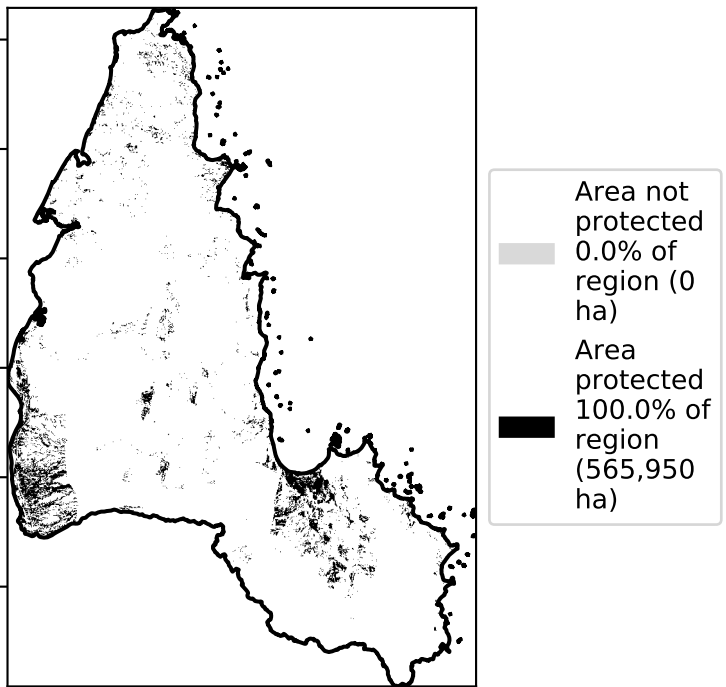 Area not
protected
0.0% of
region (0
ha)
Area
protected
100.0% of
region
(565,950
ha)